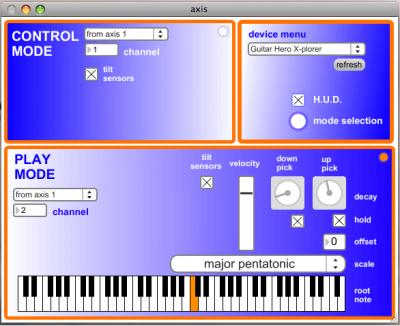 axis
CONTROL
MODE
from axis 1
1
channel
tilt
sensors
device menu
Guitar Hero X-plorer
refresh
H.U.D.
mode selection
PLAY
MODE
from axis 1
2
channel
tilt
sensors
velocity
down
pick
up
pick
decay
hold
0
offset
major pentatonic
scale
root
note